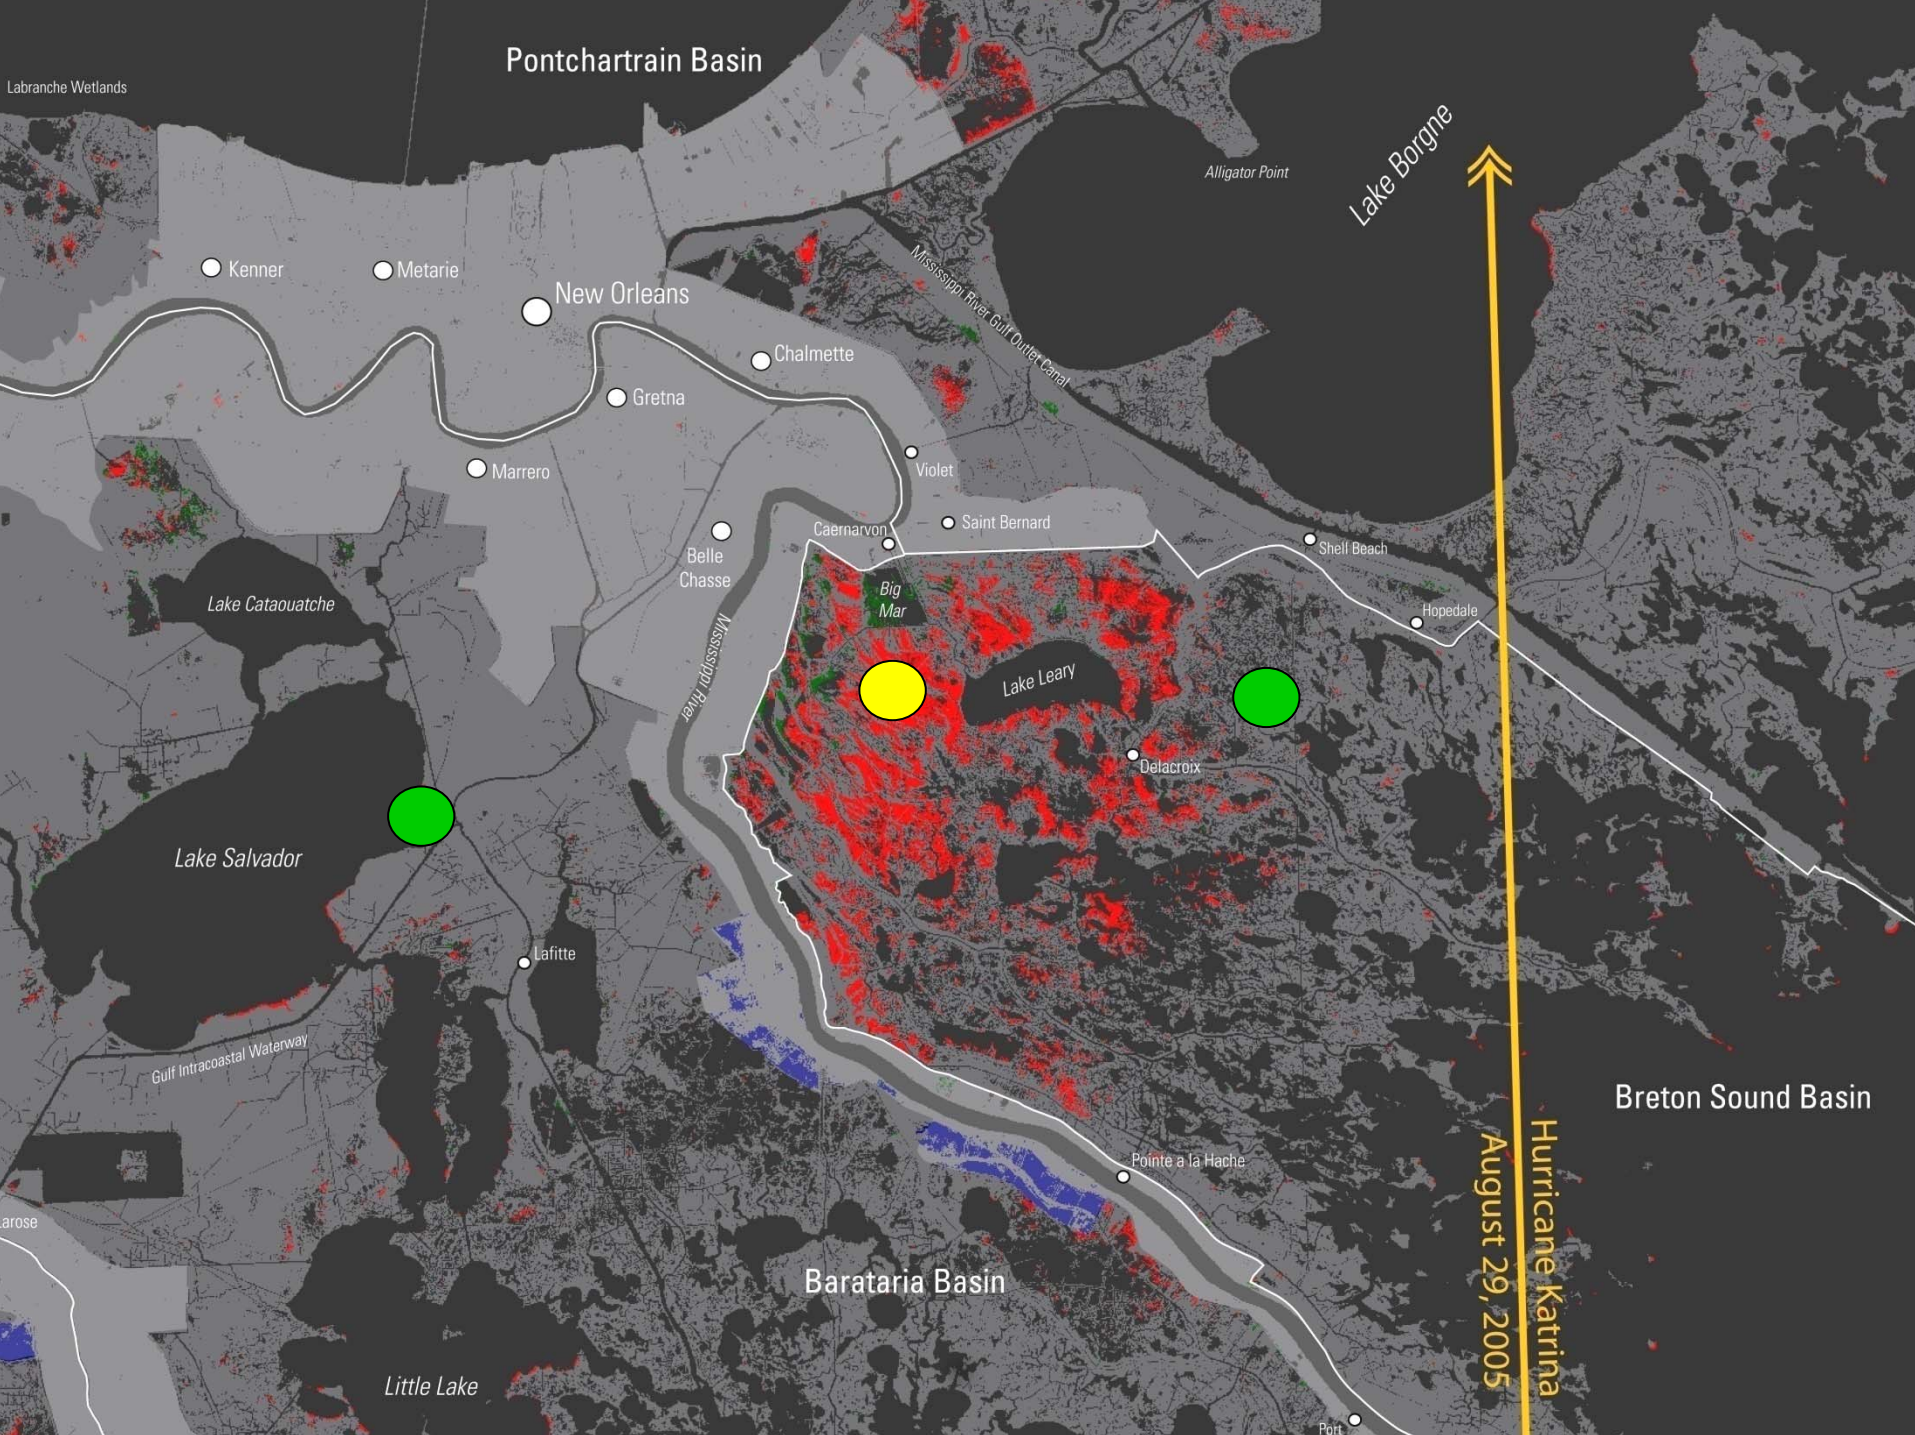 Pontchartrain Basin
Labranche Wetlands
Lake Borgne
Alligator Point
Kenner
Metarie
New Orleans
Mississippi River Gulf Outlet Canal
Chalmette
Gretna
Marrero
Violet
Caernarvon
Saint Bernard
Belle
Chasse
Shell Beach
Big
Mar
Lake Cataouatche
Hopedale
Mississippi River
Lake Leary
Delacroix
Lake Salvador
Lafitte
Gulf Intracoastal Waterway
Breton Sound Basin
Hurricane Katrina
August 29, 2005
Pointe a la Hache
arose
Barataria Basin
Little Lake
Port